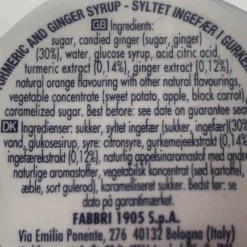 TURMERIC AND GINGER SYRUP - SYLTET INGEFÆR I GURKE
GB Ingredients:
sugar, candied ginger (sugar, ginger)
(30%), water, glucose syrup, acid citric acid,
turmeric extract (0,14%), ginger extract (0,12%),
natural orange flavouring with other natural flavourings,
vegetable concentrate (sweet potato, apple, black carrot),
caramelized sugar. Best before: see date on guarantee seal
DK Ingredienser: sukker, syltet ingefær (sukker, ingefær) (30%),
vand, glukosesirup, syre: citronsyre, gurkemejeekstrakt (0,14%),
ingefærekstrakt (0,12%), naturlig appelsinaromastof med andre
naturlige aromastoffer, vegetabilsk koncentrat (sød kartoffel,
æble, sort gulerod), karamelliseret sukker. Bedst før: se
dato på garantimærket.
FABBRI 1905 S.p.A.
Via Emilia Ponente, 276 40132 Bologna (Italy)